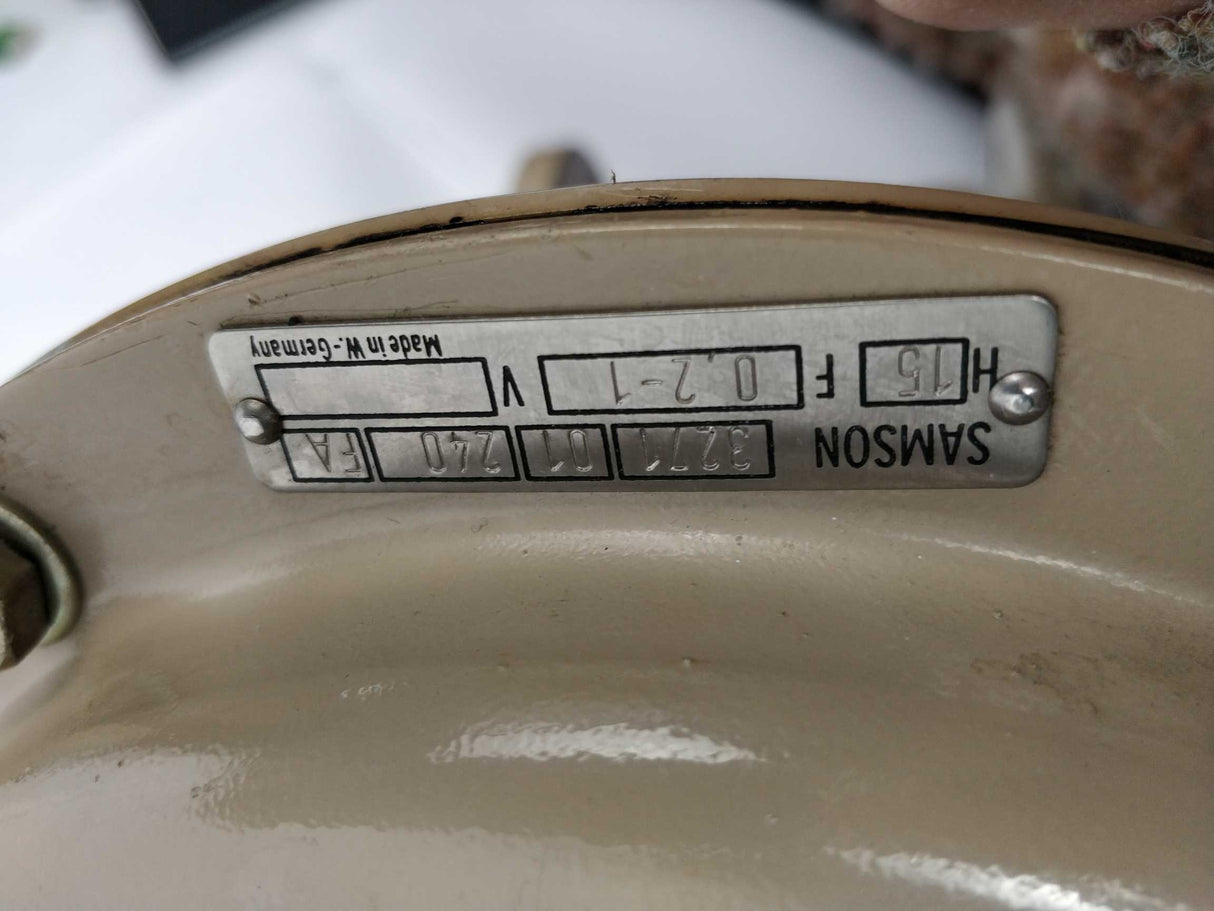 SAMSON 3271 01 240 FA
H 15 F 0,2-1 V
Made in W.-Germany